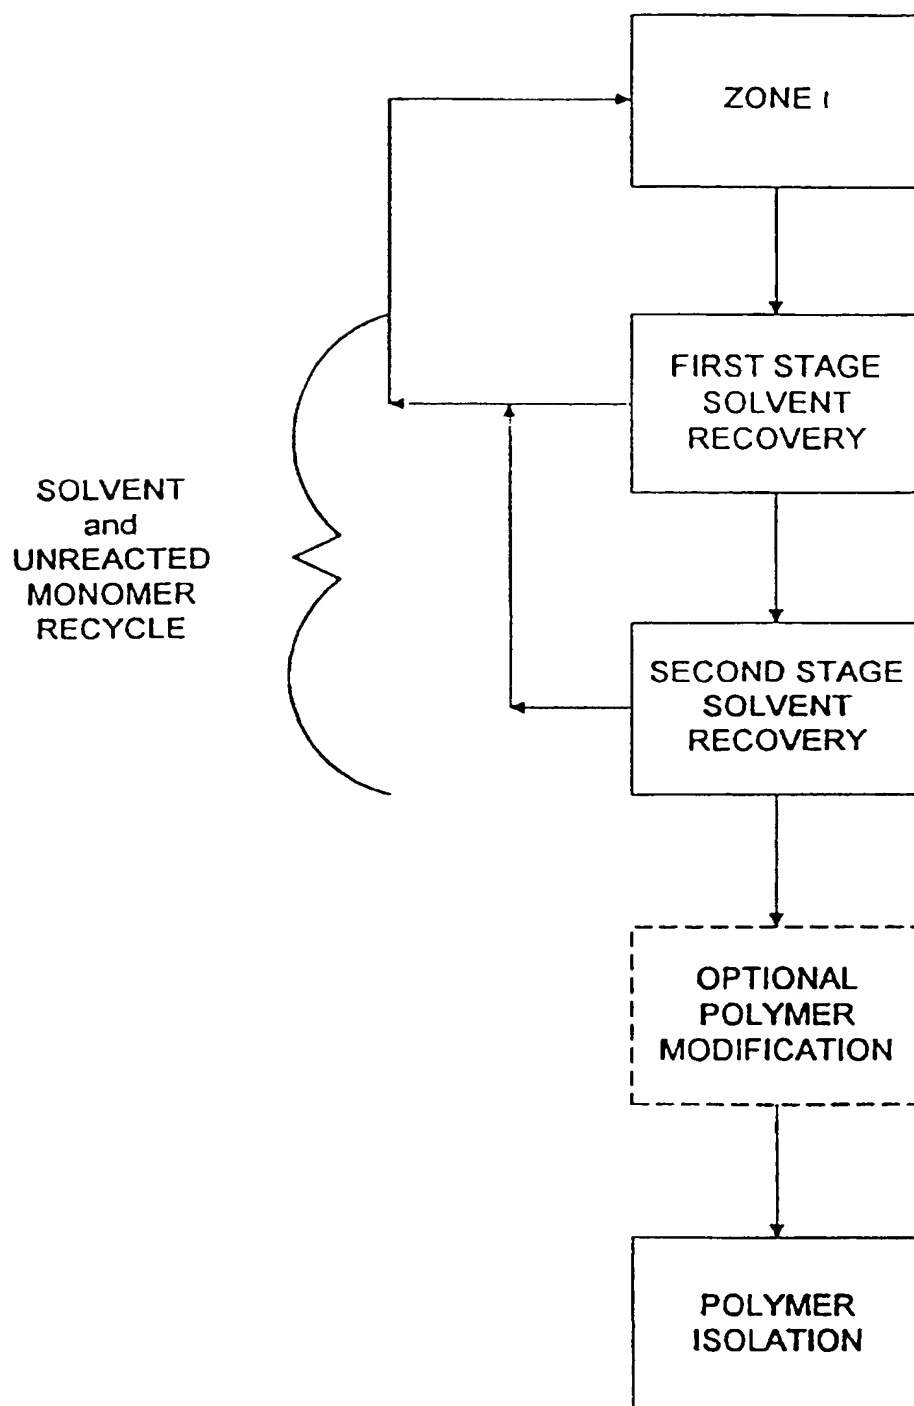 ZONE I
FIRST STAGE
SOLVENT
RECOVERY
SOLVENT
and
UNREACTED
MONOMER
RECYCLE
SECOND STAGE
SOLVENT
RECOVERY
OPTIONAL
POLYMER
MODIFICATION
POLYMER
ISOLATION